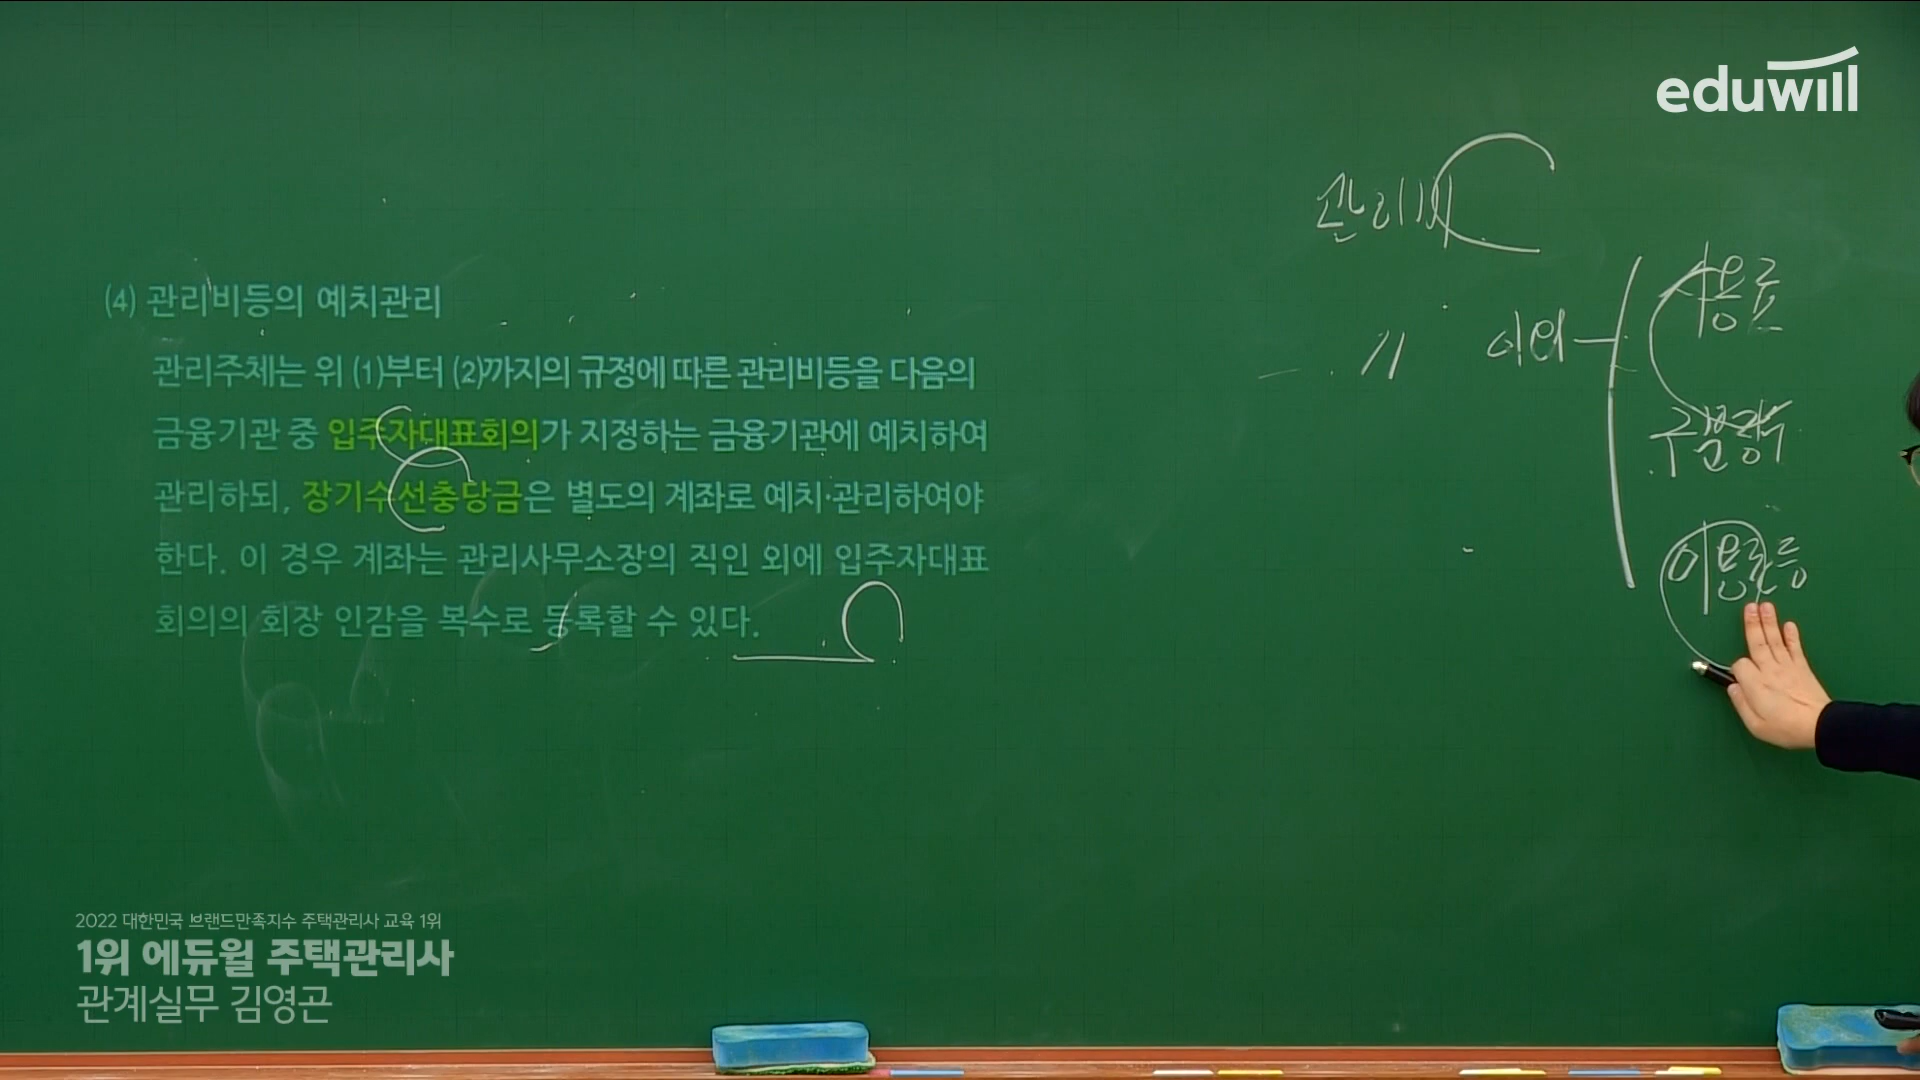 eduwill
(4) 관리비등의 예치관리
관리주체는 위 (1)부터 (2)까지의 규정에 따른 관리비등을 다음의
금융기관 중 입주자대표회의가 지정하는 금융기관에 예치하여
관리하되, 장기수선충당금은 별도의 계좌로 예치·관리하여야
한다. 이 경우 계좌는 관리사무소장의 직인 외에 입주자대표
회의의 회장 인감을 복수로 등록할 수 있다.
관리비
〃 이외
사용료
이용료 등
2022 대한민국 브랜드만족지수 주택관리사 교육 1위
1위 에듀윌 주택관리사
관계실무 김영곤